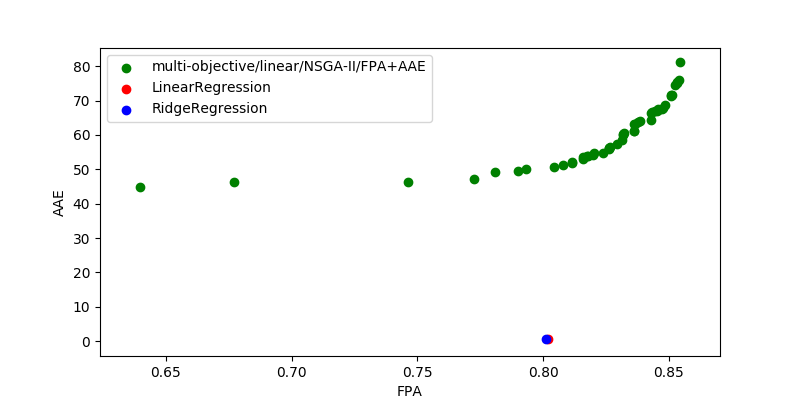 multi-objective/linear/NSGA-II/FPA+AAE
LinearRegression
RidgeRegression
80
70
60
50
40
30
20
10
0
AAE
0.65 0.70 0.75 0.80 0.85
FPA